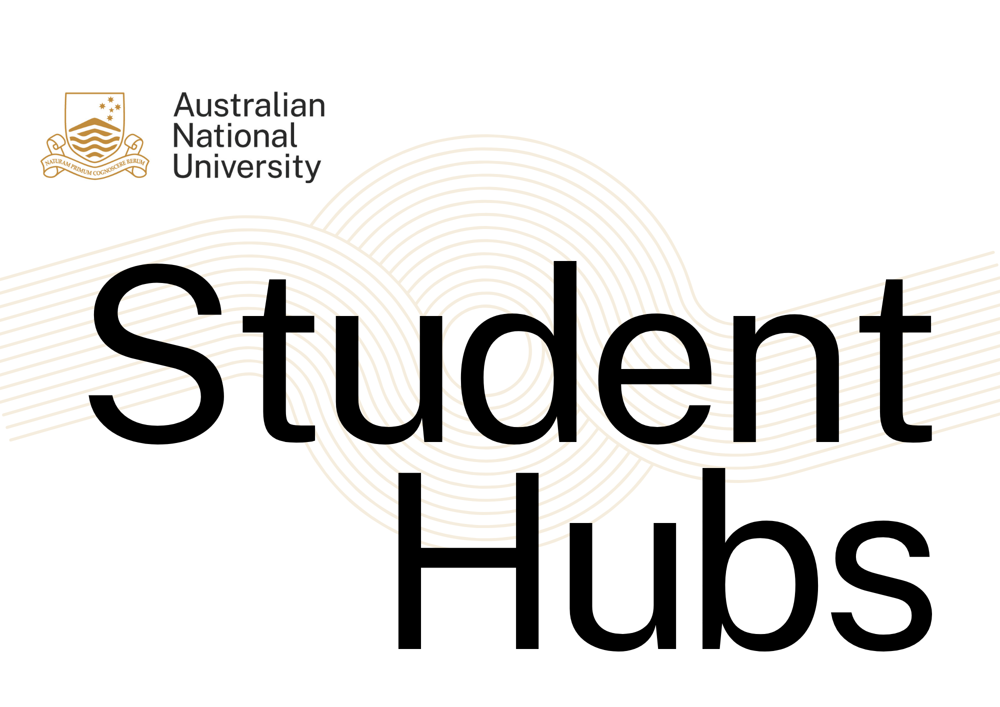 Australian
National
University
NATURAM PRIMUM COGNOSCERE RERUM
Student
Hubs